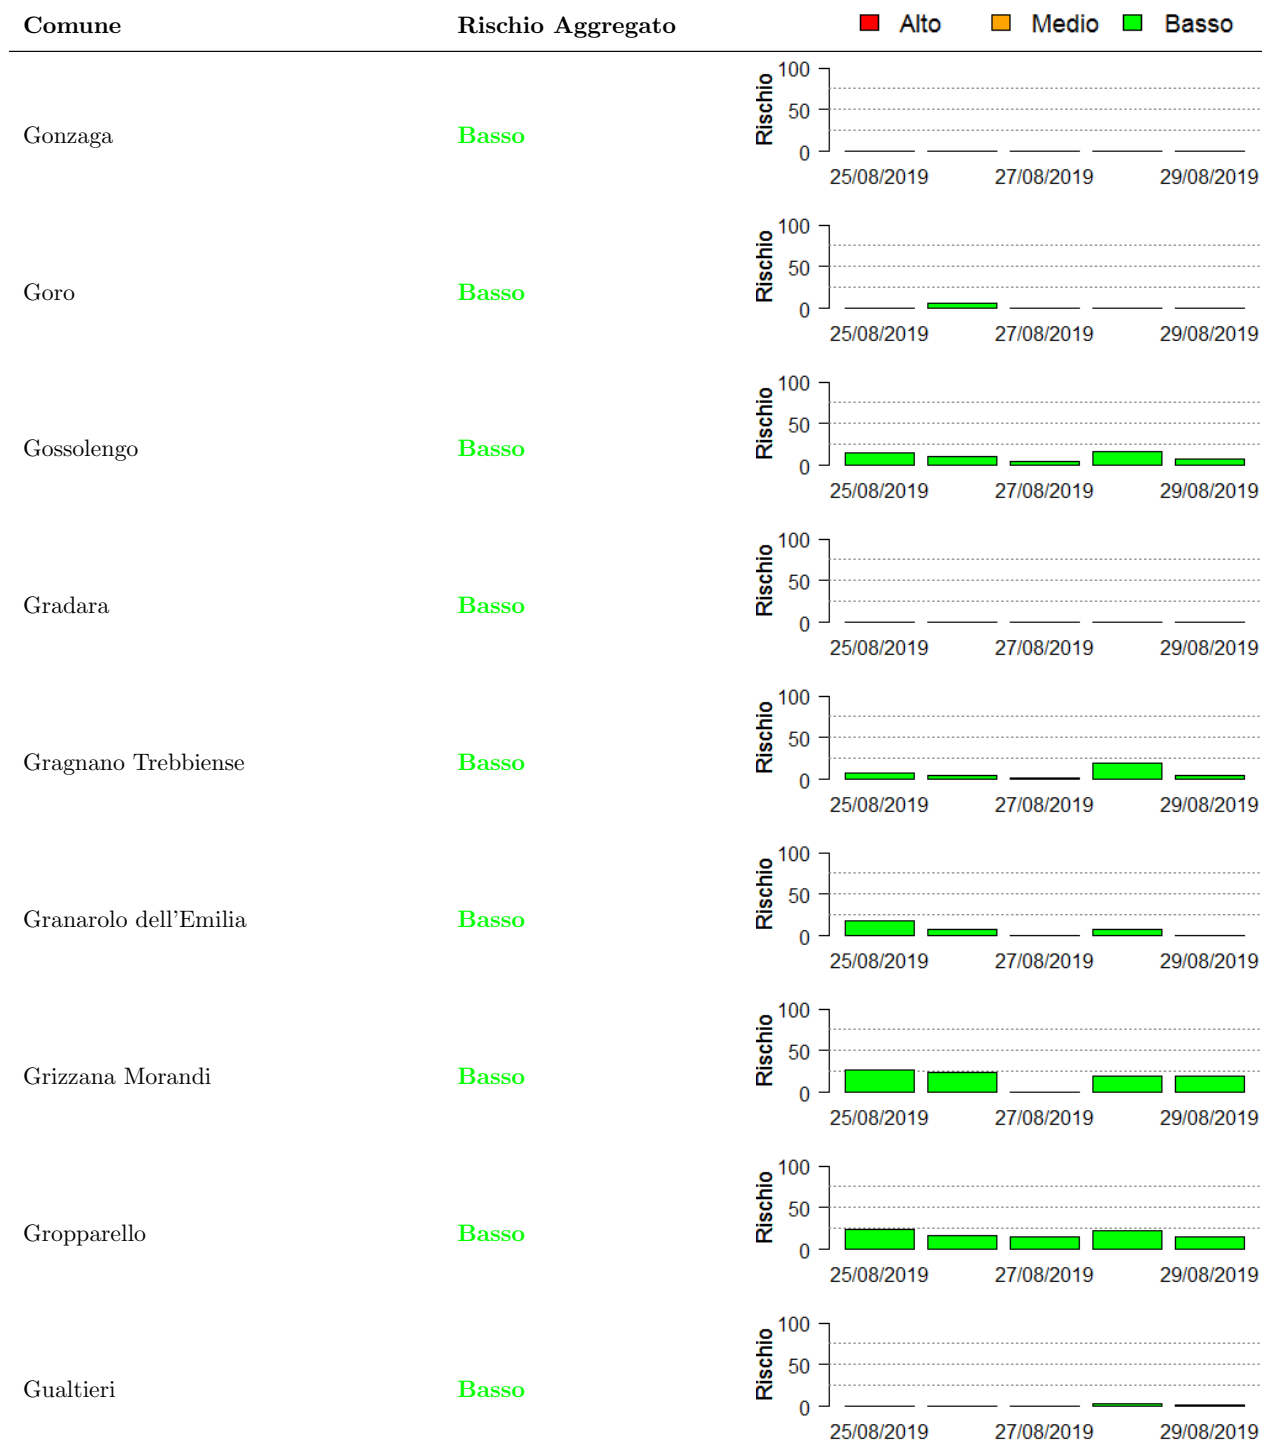 Comune Rischio Aggregato Alto Medio Basso
100
50
0
Rischio
Gonzaga Basso
25/08/2019 27/08/2019 29/08/2019
100
50
0
Rischio
Goro Basso
25/08/2019 27/08/2019 29/08/2019
100
50
0
Rischio
Gossolengo Basso
25/08/2019 27/08/2019 29/08/2019
100
50
0
Rischio
Gradara Basso
25/08/2019 27/08/2019 29/08/2019
100
50
0
Rischio
Gragnano Trebbiense Basso
25/08/2019 27/08/2019 29/08/2019
100
50
0
Rischio
Granarolo dell'Emilia Basso
25/08/2019 27/08/2019 29/08/2019
100
50
0
Rischio
Grizzana Morandi Basso
25/08/2019 27/08/2019 29/08/2019
100
50
0
Rischio
Gropparello Basso
25/08/2019 27/08/2019 29/08/2019
100
50
0
Rischio
Gualtieri Basso
25/08/2019 27/08/2019 29/08/2019